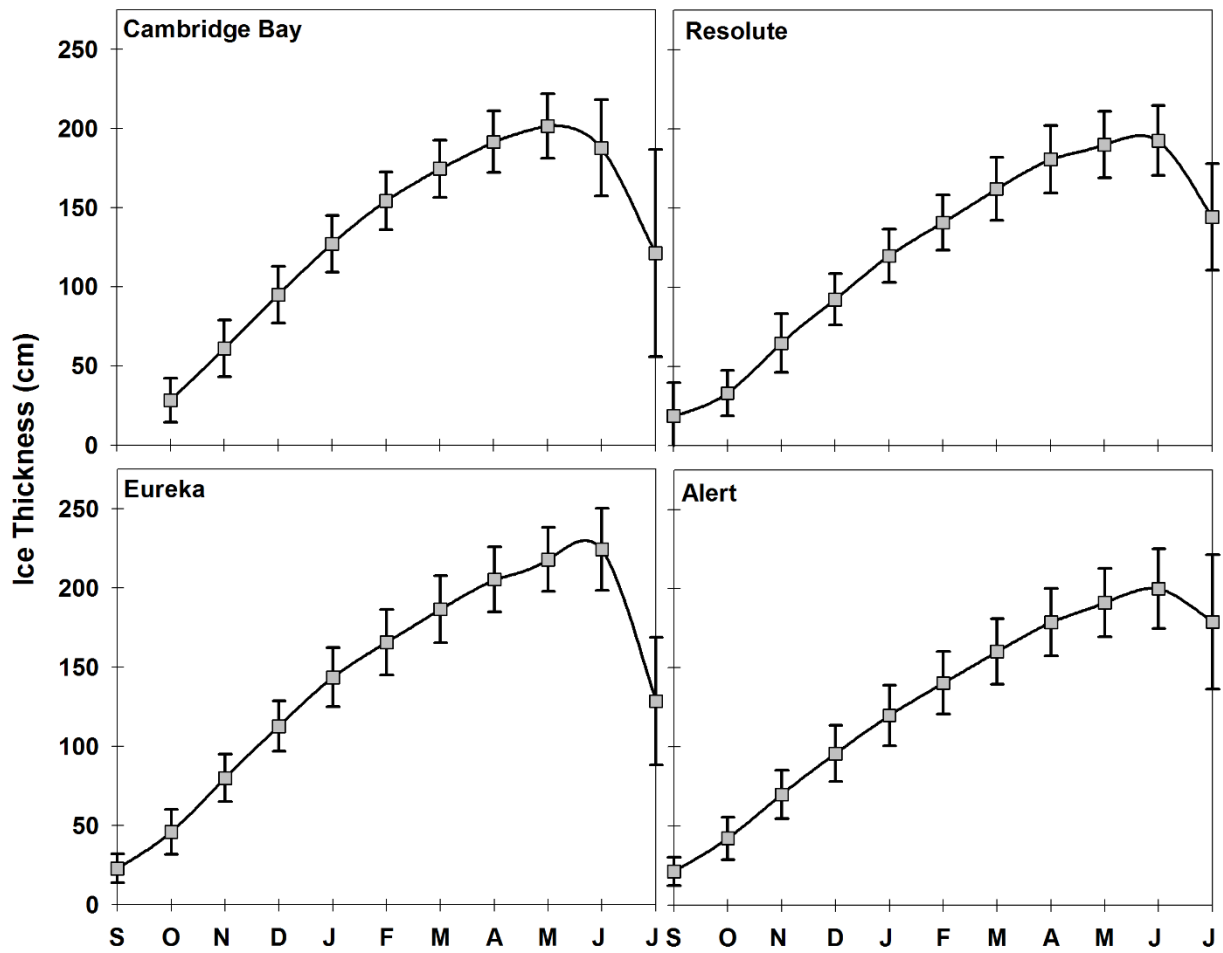 Cambridge Bay
Resolute
250
200
150
100
50
0
Eureka
Alert
250
200
150
100
50
0
Ice Thickness (cm)
S O N D J F M A M J J S O N D J F M A M J J